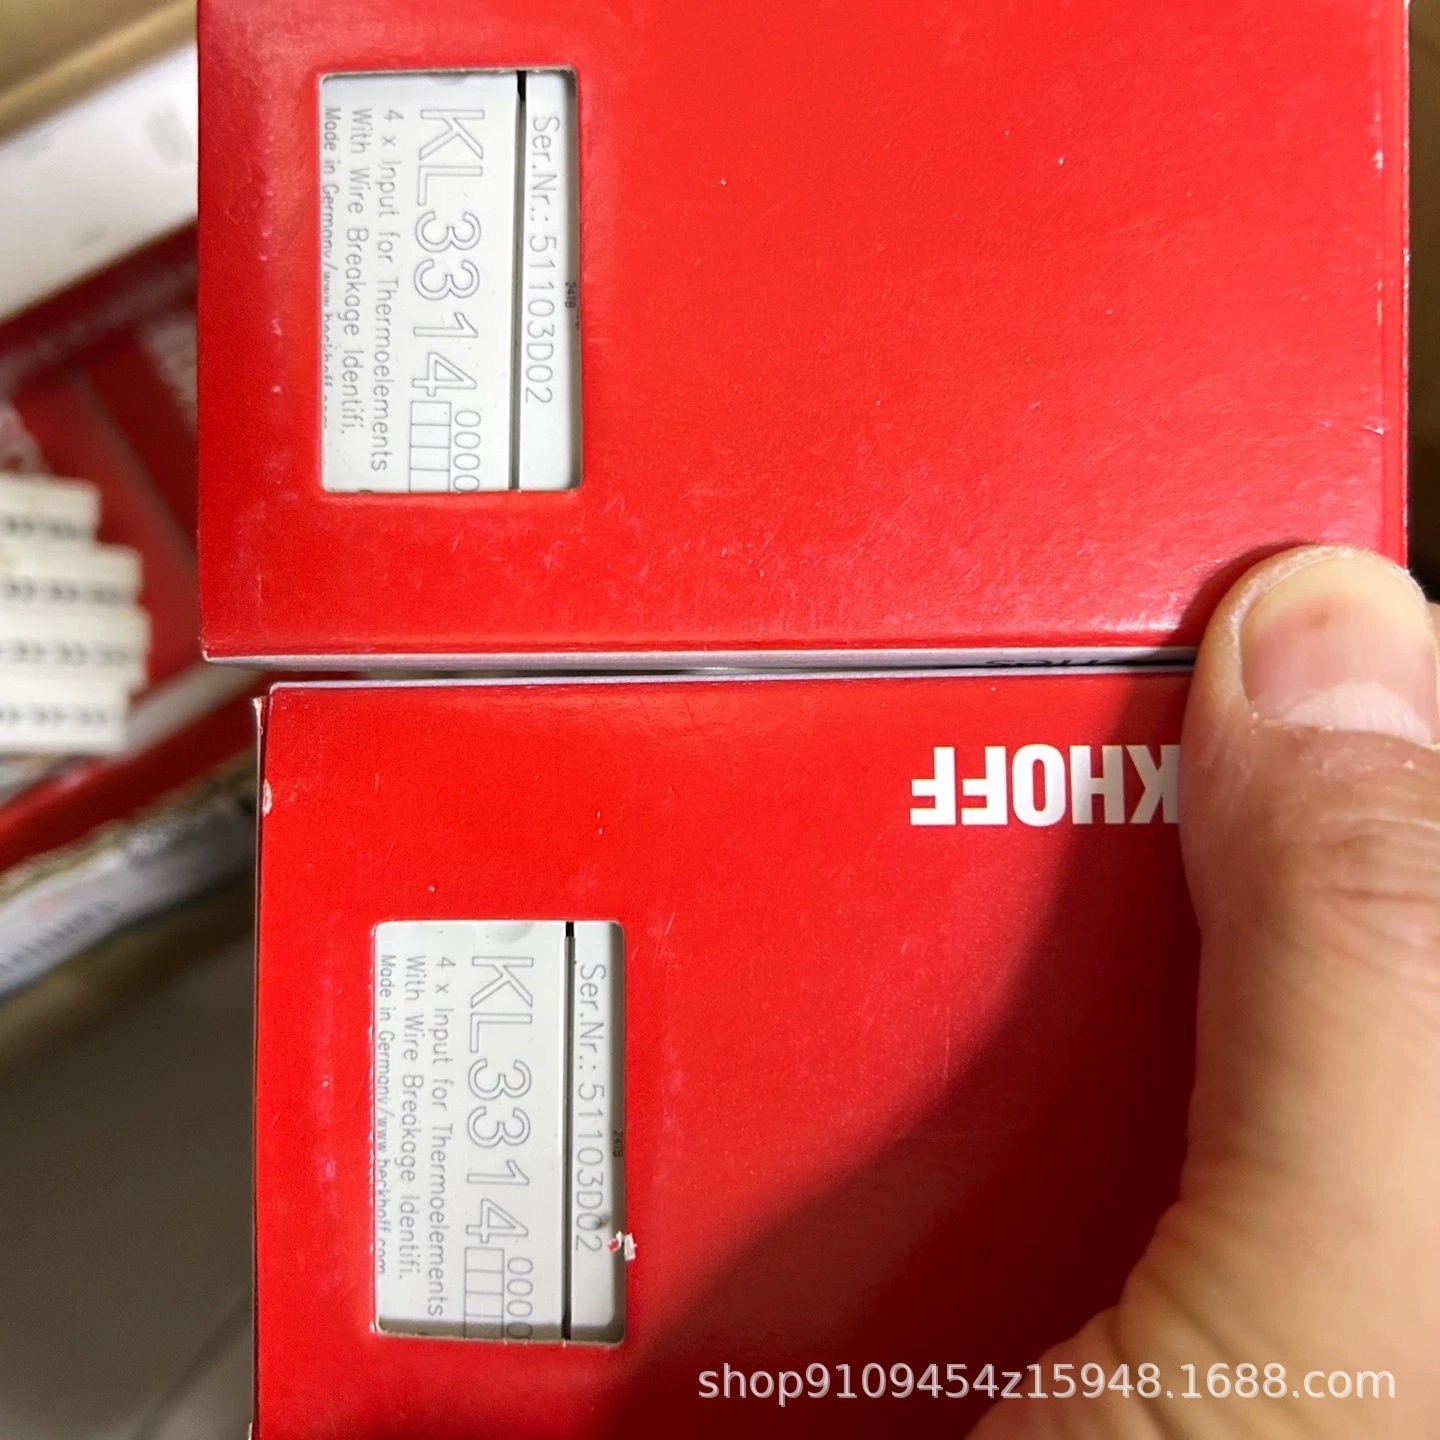 Ser.Nr.: 51103D02
2418
KL3314
0000
4 x Input for Thermoelements
With Wire Breakage Identifi.
Made in Germany/www.beckhoff.com
KHOFF
Ser.Nr.: 51103D02
KL3314
0000
4 x Input for Thermoelements
With Wire Breakage Identifi.
Made in Germany/www.beckhoff.com
shop9109454z15948.1688.com